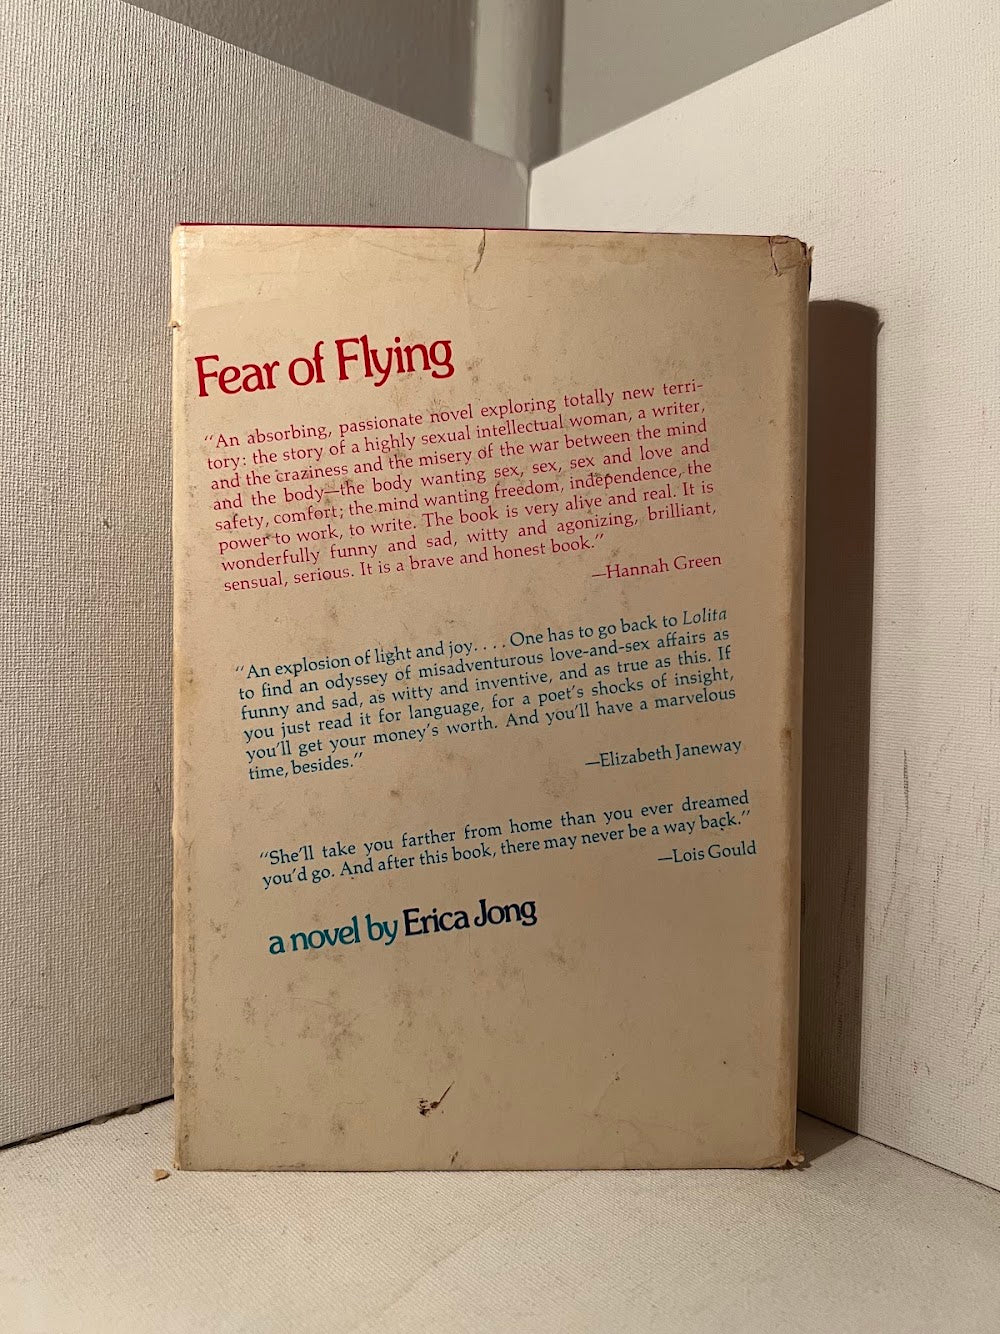 Fear of Flying
“An absorbing, passionate novel exploring totally new terri-
tory: the story of a highly sexual intellectual woman, a writer,
and the craziness and the misery of the war between the mind
and the body—the body wanting sex, sex, sex and love and
safety, comfort; the mind wanting freedom, independence, the
power to work, to write. The book is very alive and real. It is
wonderfully funny and sad, witty and agonizing, brilliant,
sensual, serious. It is a brave and honest book.”
—Hannah Green
“An explosion of light and joy. . . . One has to go back to Lolita
to find an odyssey of misadventurous love-and-sex affairs as
funny and sad, as witty and inventive, and as true as this. If
you just read it for language, for a poet’s shocks of insight,
you’ll get your money’s worth. And you’ll have a marvelous
time, besides.”
—Elizabeth Janeway
“She’ll take you farther from home than you ever dreamed
you’d go. And after this book, there may never be a way back.”
—Lois Gould
a novel by Erica Jong